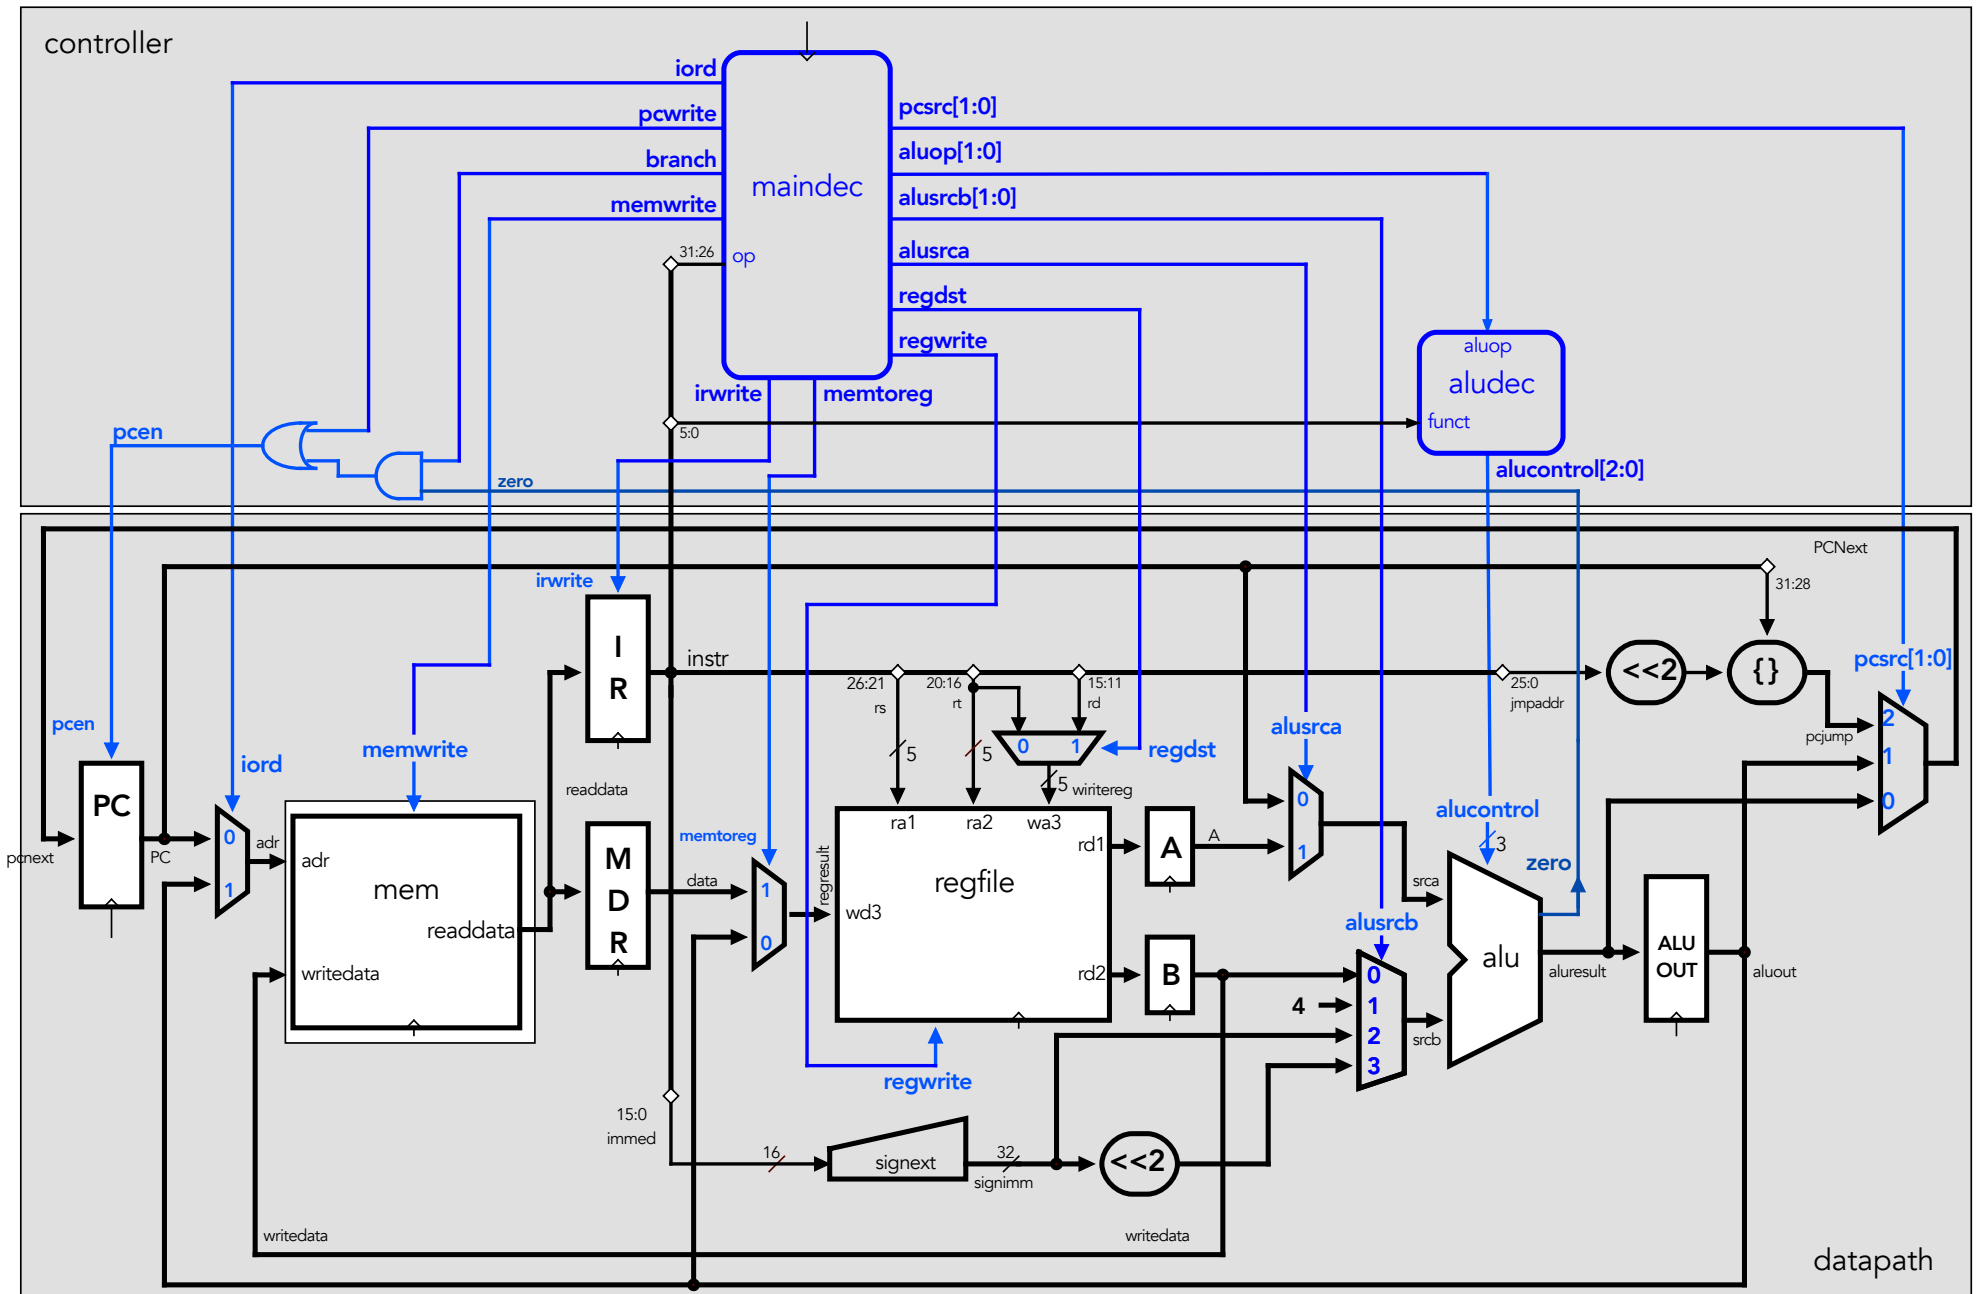 controller
iord
pcwrite
branch
memwrite
31:26
op
maindec
pcsrc[1:0]
aluop[1:0]
alusrcb[1:0]
alusrca
regdst
regwrite
irwrite
memtoreg
aluop
aludec
funct
5:0
pcen
zero
alucontrol[2:0]
PCNext
irwrite
31:28
I
R
instr
26:21
rs
20:16
rt
15:11
rd
25:0
jmpaddr
<<2
{}
pcsrc[1:0]
pcen
iord
memwrite
0
1
regdst
alusrca
2
pcjump
1
0
5
5
5
wiritereg
readdata
PC
pcnext
PC
0
1
adr
adr
mem
readdata
writedata
M
D
R
memtoreg
data
1
0
regresult
ra1
ra2
wa3
rd1
regfile
wd3
rd2
A
A
B
0
1
alucontrol
3
zero
srca
alusrcb
0
4
1
2
3
srcb
alu
aluresult
ALU
OUT
aluout
regwrite
15:0
immed
16
signext
32
signimm
<<2
writedata
writedata
datapath